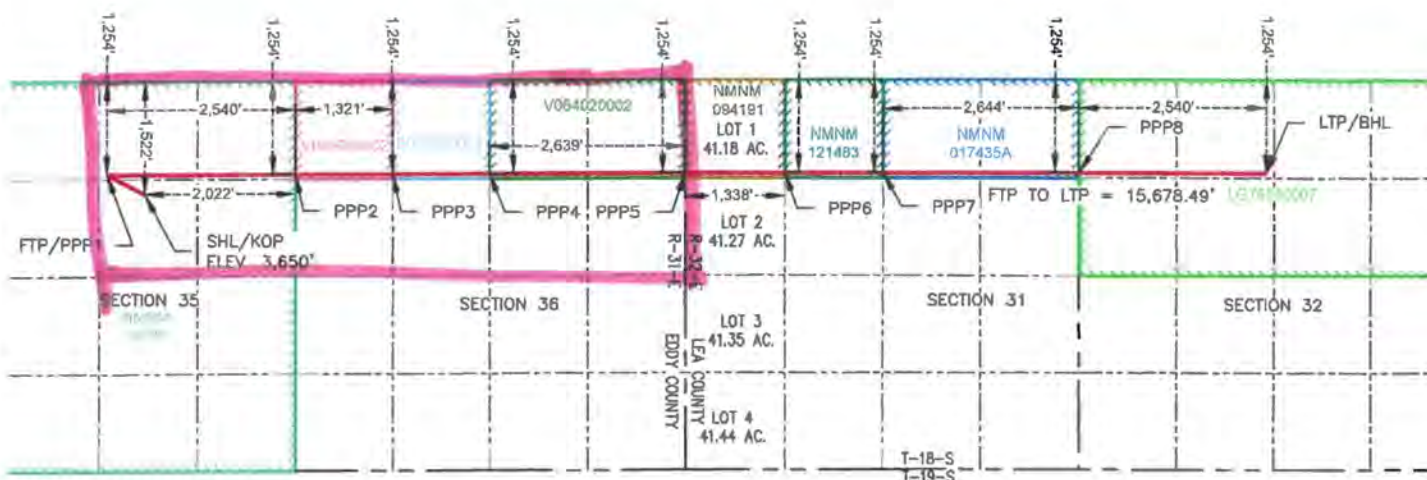 1,254'
1,254'
1,254'
1,254'
1,254'
1,254'
1,254'
1,254'
1,254'
2,540'
1,321'
V064020002
2,639'
NMNM
094191
LOT 1
41.18 AC.
NMNM
121483
2,644'
NMNM
017435A
2,540'
PPP8
LTP/BHL
1,522'
2,022'
PPP2
PPP3
PPP4
PPP5
1,338'
PPP6
PPP7
FTP TO LTP = 15,678.49'
FTP/PPP1
SHL/KOP
ELEV 3,650'
R-31-E
R-32-E
LOT 2
41.27 AC.
SECTION 35
SECTION 36
SECTION 31
SECTION 32
LOT 3
41.35 AC.
EDDY COUNTY
LEA COUNTY
LOT 4
41.44 AC.
T-18-S
T-19-S